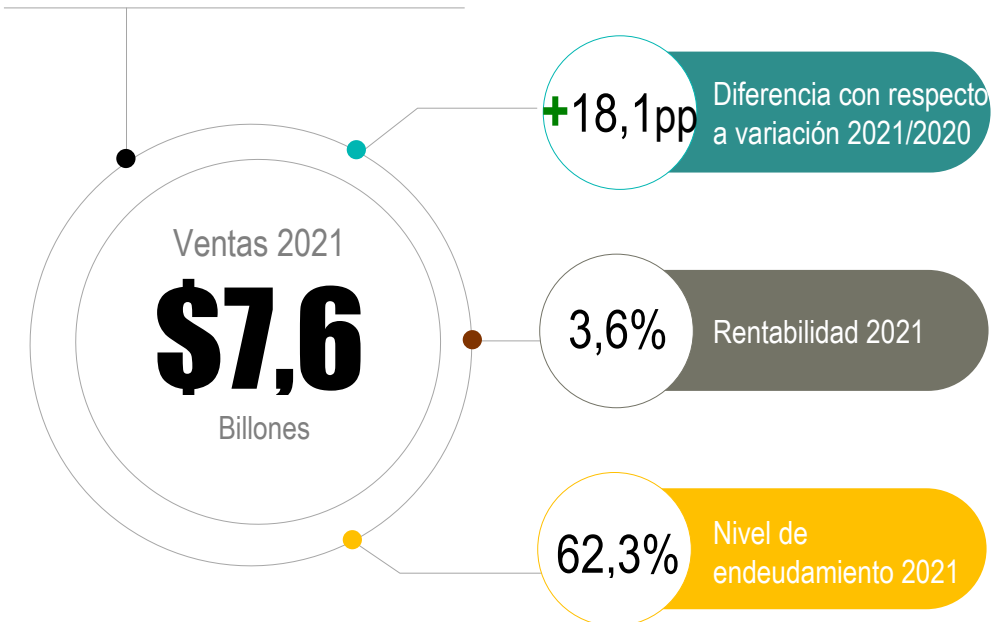 Ventas 2021
$7,6
Billones
+18,1pp
Diferencia con respecto
a variación 2021/2020
3,6%
Rentabilidad 2021
62,3%
Nivel de
endeudamiento 2021